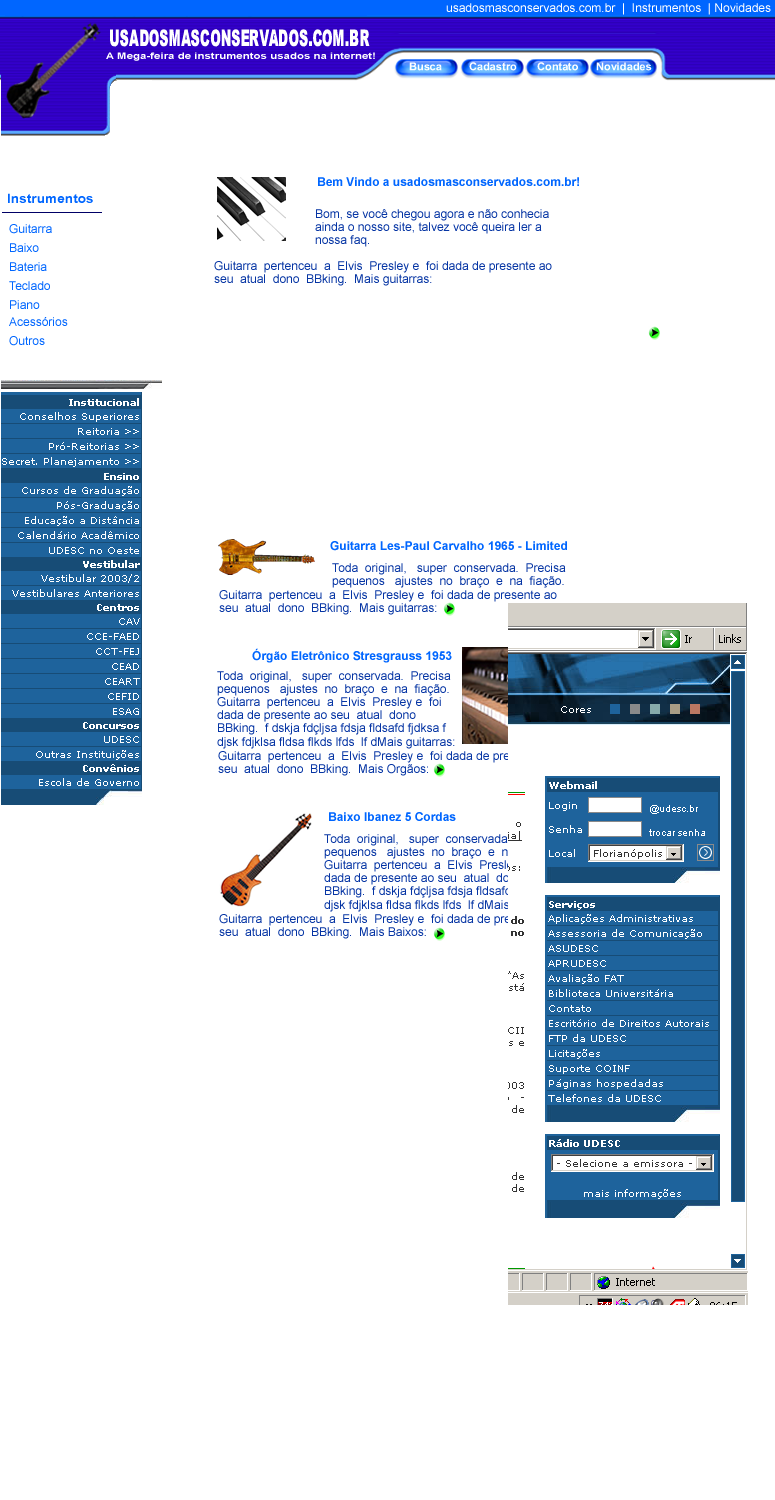 usadosmasconservados.com.br | Instrumentos | Novidades
USADOSMASCONSERVADOS.COM.BR
A Mega-feira de instrumentos usados na internet!
Busca Cadastro Contato Novidades
Bem Vindo a usadosmasconservados.com.br!
Bom, se você chegou agora e não conhecia
ainda o nosso site, talvez você queira ler a
nossa faq.
Guitarra pertenceu a Elvis Presley e foi dada de presente ao
seu atual dono BBking. Mais guitarras:
Instrumentos
Guitarra
Baixo
Bateria
Teclado
Piano
Acessórios
Outros
Institucional
Conselhos Superiores
Reitoria >>
Pró-Reitorias >>
Secret. Planejamento >>
Ensino
Cursos de Graduação
Pós-Graduação
Educação a Distância
Calendário Acadêmico
UDESC no Oeste
Vestibular
Vestibular 2003/2
Vestibulares Anteriores
Centros
CAV
CCE-FAED
CCT-FEJ
CEAD
CEART
CEFID
ESAG
Concursos
UDESC
Outras Instituições
Convênios
Escola de Governo
Guitarra Les-Paul Carvalho 1965 - Limited
Toda original, super conservada. Precisa
pequenos ajustes no braço e na fiação.
Guitarra pertenceu a Elvis Presley e foi dada de presente ao
seu atual dono BBking. Mais guitarras:
Órgão Eletrônico Stresgrauss 1953
Toda original, super conservada. Precisa
pequenos ajustes no braço e na fiação.
Guitarra pertenceu a Elvis Presley e foi
dada de presente ao seu atual dono
BBking. f dskja fdçljsa fdsja fldsafd fjdksa f
djsk fdjklsa fldsa flkds lfds lf dMais guitarras:
Guitarra pertenceu a Elvis Presley e foi dada de pre
seu atual dono BBking. Mais Orgãos:
Baixo Ibanez 5 Cordas
Toda original, super conservada
pequenos ajustes no braço e n
Guitarra pertenceu a Elvis Presl
dada de presente ao seu atual do
BBking. f dskja fdçljsa fdsja fldsafd
djsk fdjklsa fldsa flkds lfds lf dMais
Guitarra pertenceu a Elvis Presley e foi dada de pre
seu atual dono BBking. Mais Baixos:
Ir Links
Cores
Webmail
Login @udesc.br
Senha trocar senha
Local Florianópolis
Serviços
Aplicações Administrativas
Assessoria de Comunicação
ASUDESC
APRUDESC
Avaliação FAT
Biblioteca Universitária
Contato
Escritório de Direitos Autorais
FTP da UDESC
Licitações
Suporte COINF
Páginas hospedadas
Telefones da UDESC
Rádio UDESC
- Selecione a emissora -
mais informações
o
ial
os:
do
no
"As
stá
CII
s e
003
, -
de
de
de
Internet